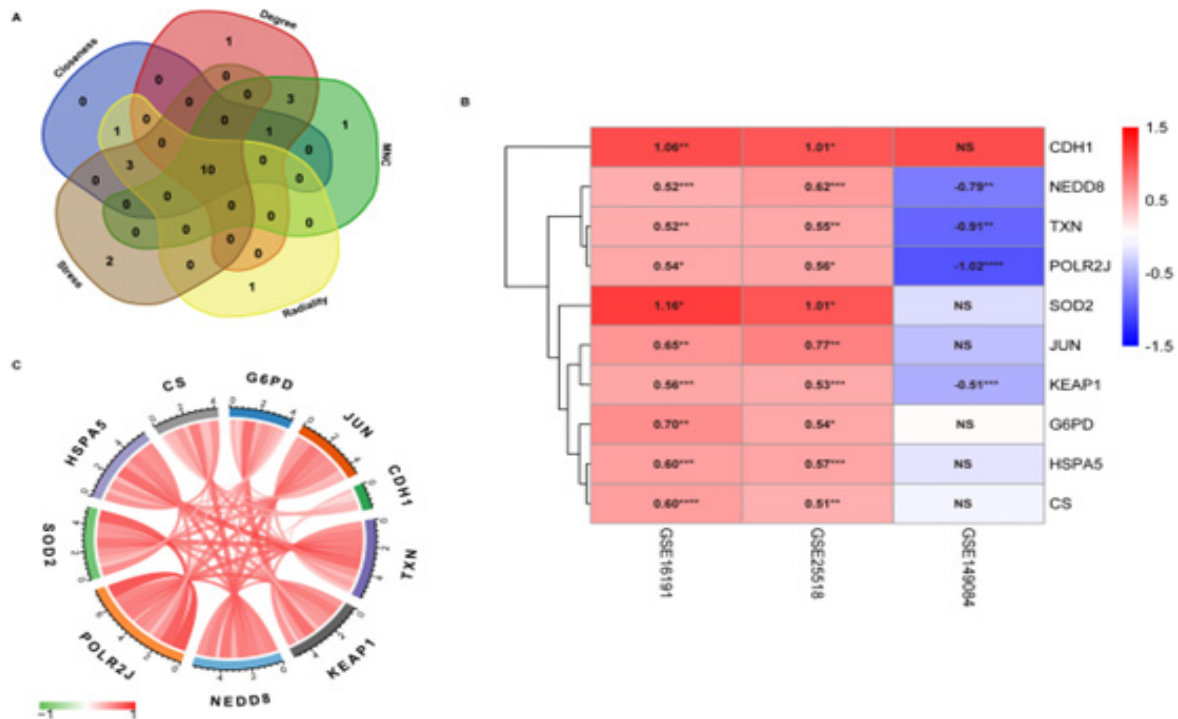 A
Degree
Closeness
MNC
Stress
Radiality
1
0
0
0
0
0
3
1
1
0
0
1
0
0
3
0
10
0
0
0
0
0
0
0
0
0
0
0
0
2
0
1
B
CDH1
NEDD8
TXN
POLR2J
SOD2
JUN
KEAP1
G6PD
HSPA5
CS
1.06** 1.01* NS
0.52*** 0.62*** -0.79**
0.52** 0.55** -0.91**
0.54* 0.56* -1.02****
1.16* 1.01* NS
0.65** 0.77** NS
0.56*** 0.53*** -0.51***
0.70** 0.54* NS
0.60*** 0.57*** NS
0.60**** 0.51** NS
GSE16191
GSE25518
GSE149084
1.5
0.5
-0.5
-1.5
C
CS
G6PD
JUN
CDH1
TXN
KEAP1
NEDD8
POLR2J
SOD2
HSPA5
-1 1